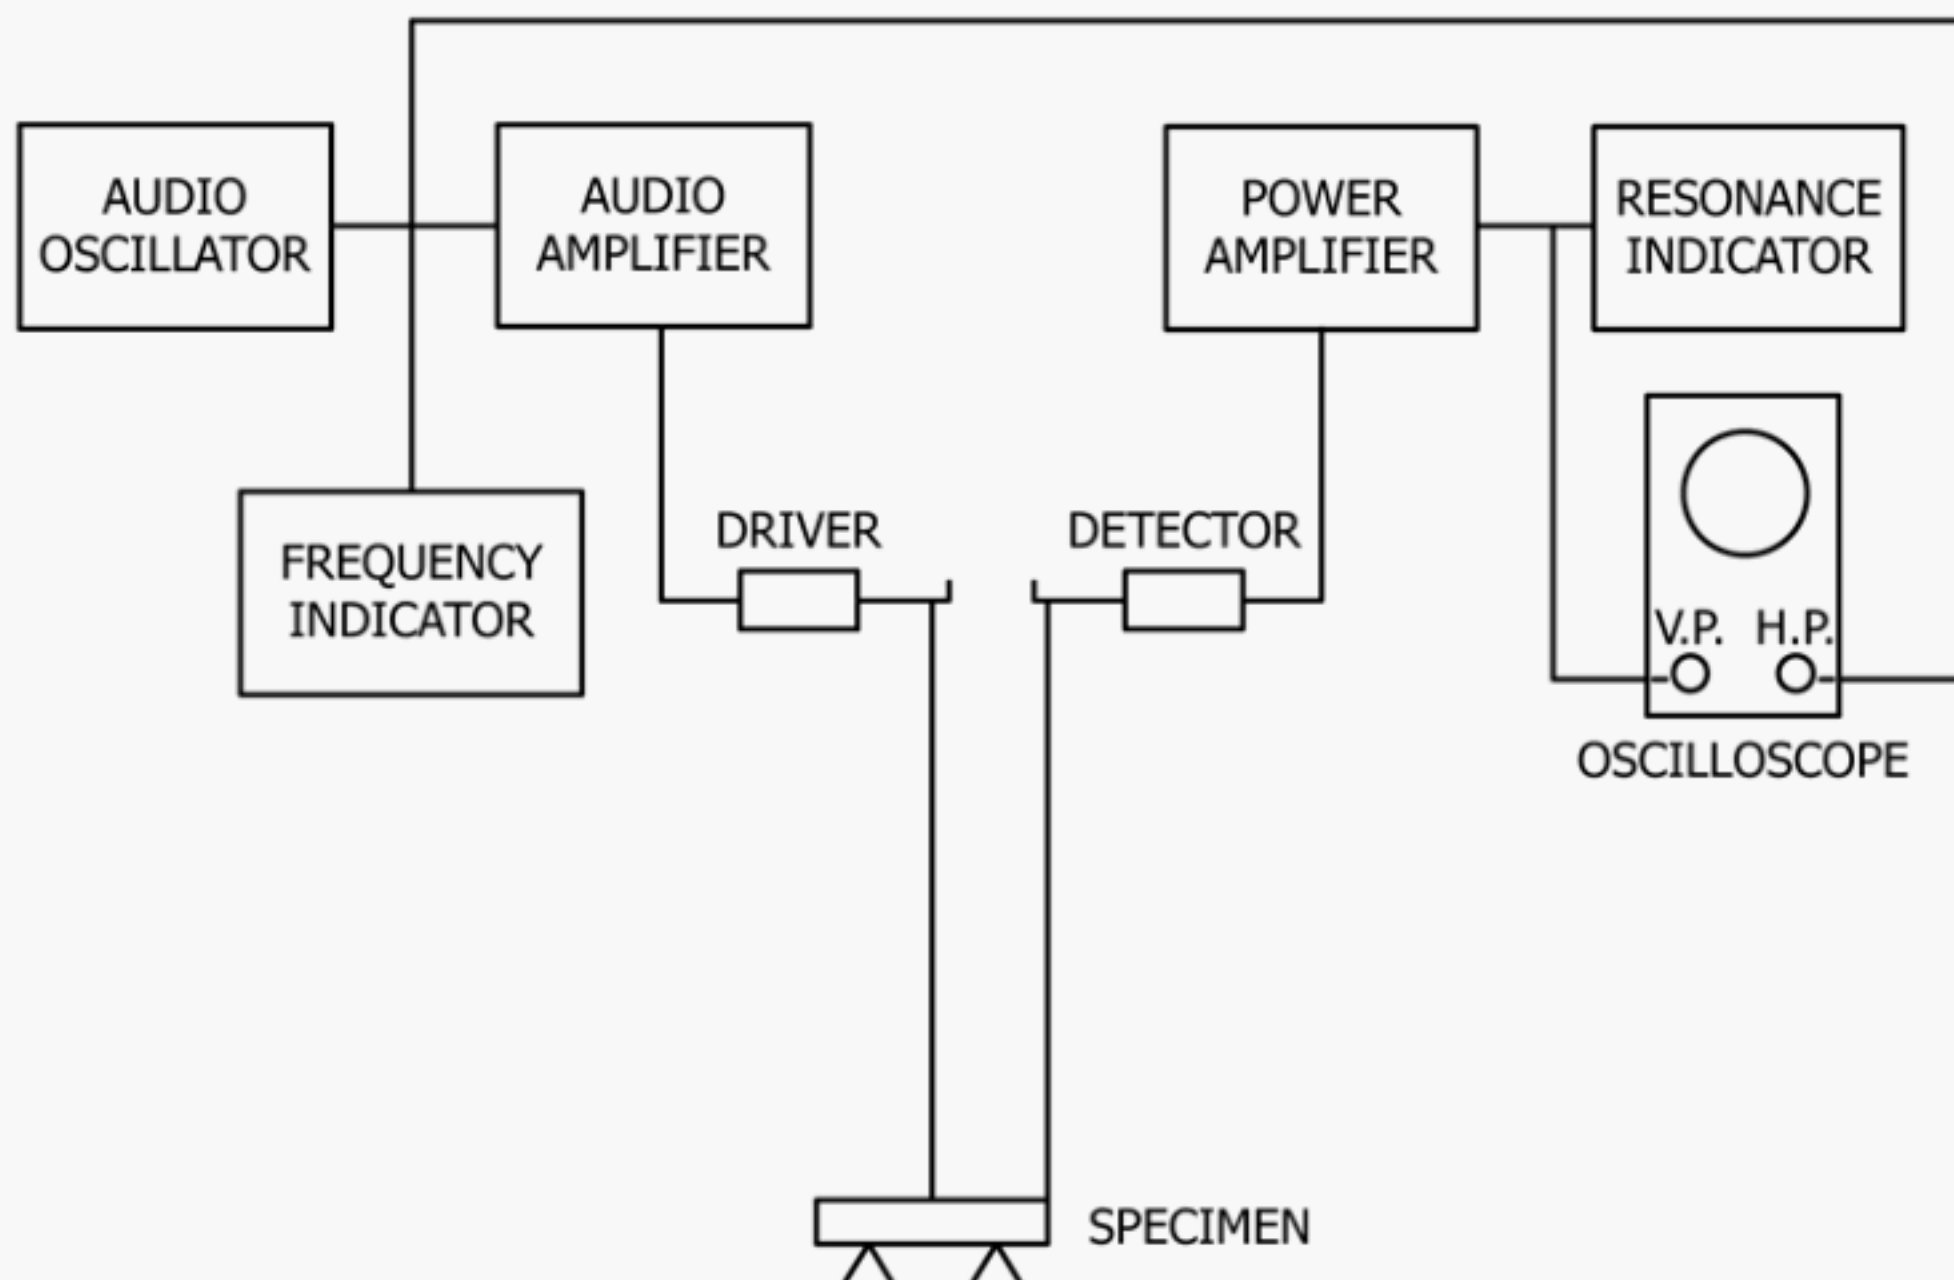 AUDIO
OSCILLATOR
AUDIO
AMPLIFIER
POWER
AMPLIFIER
RESONANCE
INDICATOR
FREQUENCY
INDICATOR
DRIVER
DETECTOR
V.P. H.P.
OSCILLOSCOPE
SPECIMEN